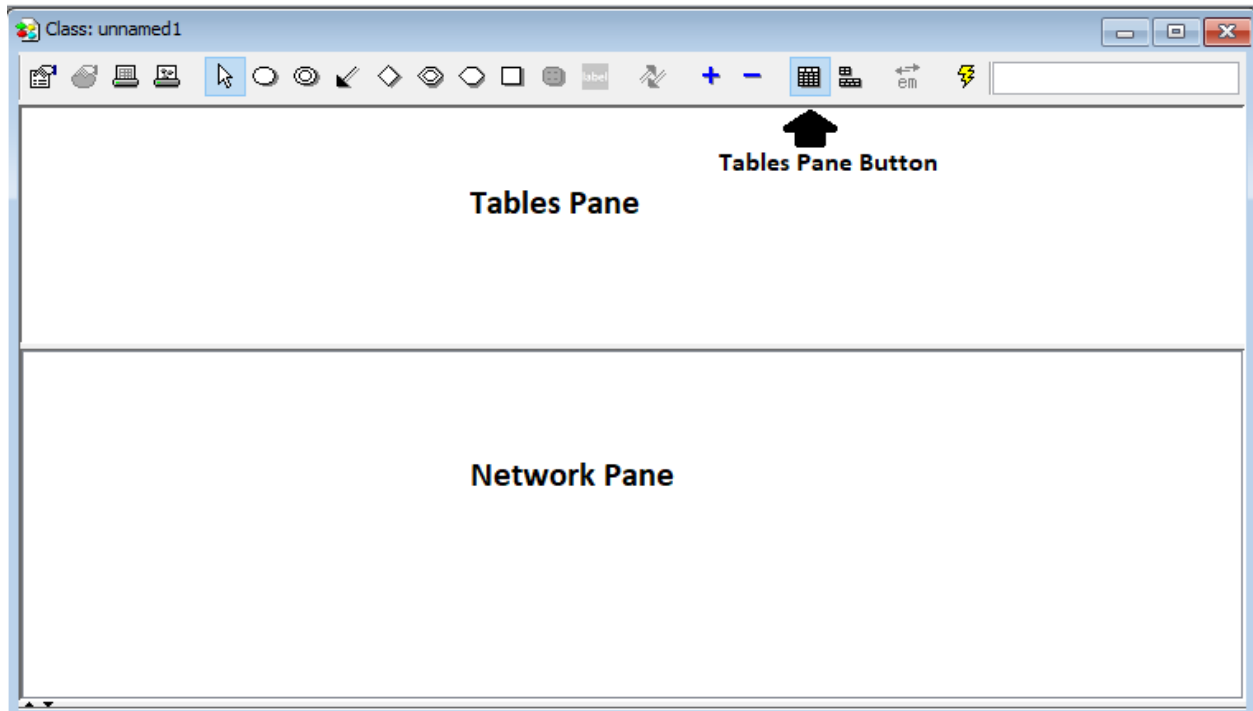 Class: unnamed1
label
em
Tables Pane Button
Tables Pane
Network Pane